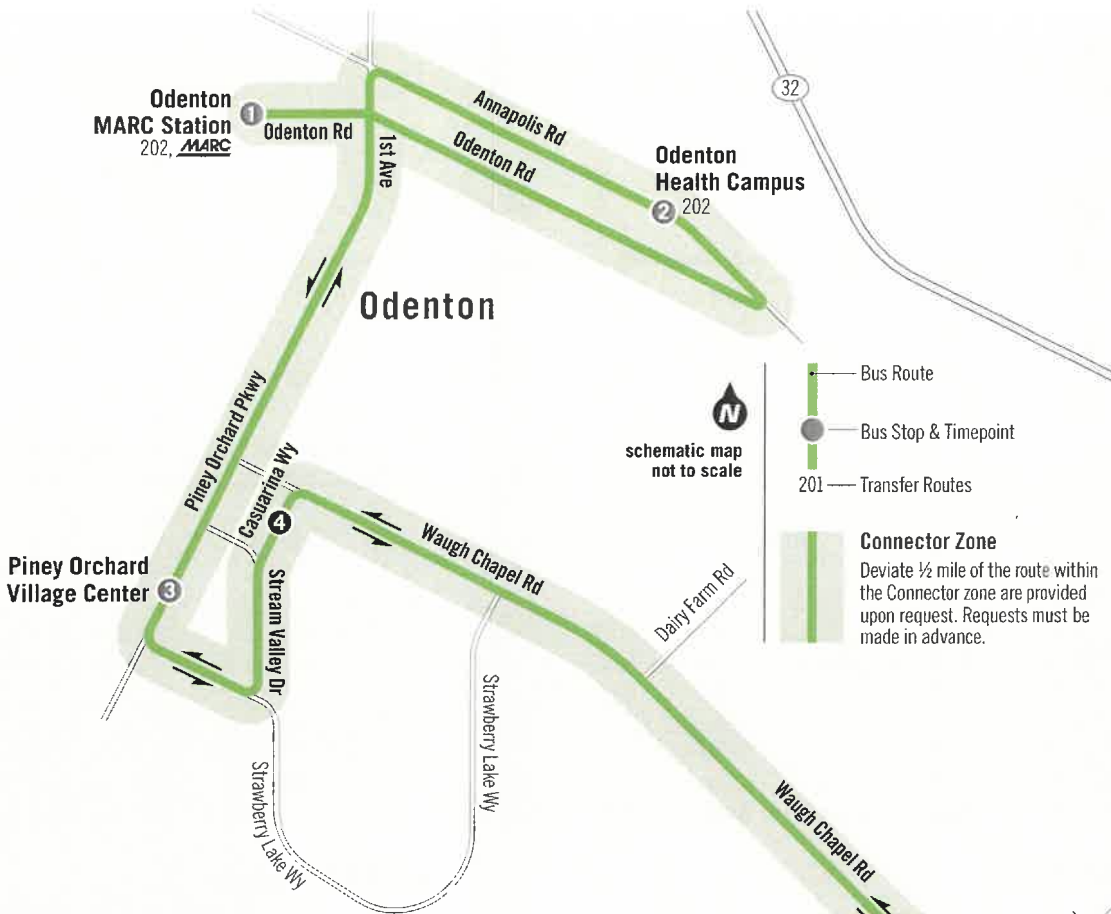 32
Odenton
MARC Station
202, MARC
1
Odenton Rd
Annapolis Rd
Odenton Rd
1st Ave
Odenton
Health Campus
2
202
Odenton
Piney Orchard Pkwy
Casuarina Wy
4
Piney Orchard
Village Center
3
Stream Valley Dr
Waugh Chapel Rd
Dairy Farm Rd
Strawberry Lake Wy
Strawberry Lake Wy
Waugh Chapel Rd
N
schematic map
not to scale
Bus Route
Bus Stop & Timepoint
201
Transfer Routes
Connector Zone
Deviate ½ mile of the route within
the Connector zone are provided
upon request. Requests must be
made in advance.